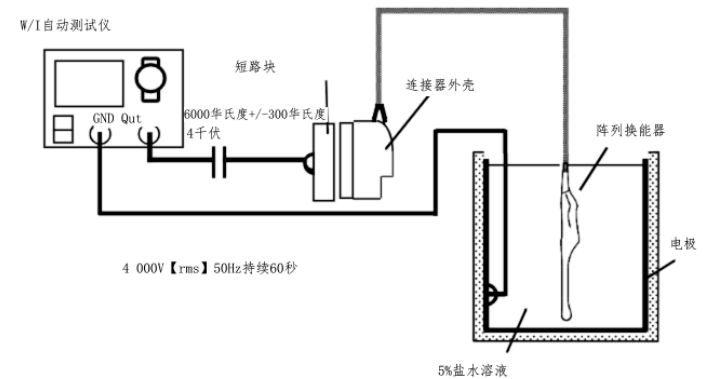 W/I自动测试仪
短路块
连接器外壳
GND Qut
6000华氏度+/-300华氏度
4千伏
阵列换能器
电极
4 000V【rms】50Hz持续60秒
5%盐水溶液